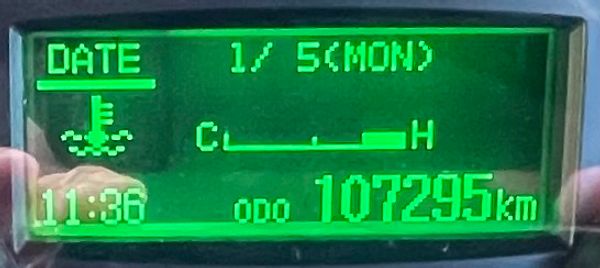 DATE 1/ 5(MON)
C H
11:36 ODO 107295km